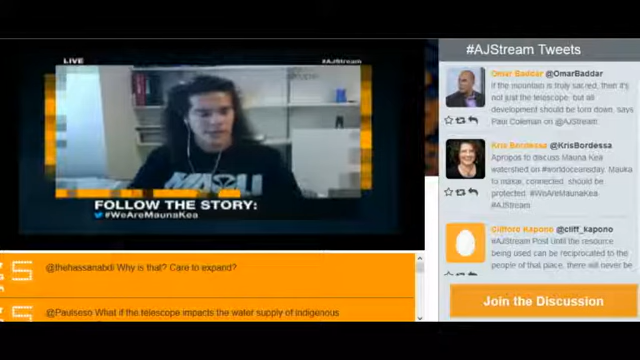 LIVE
#AJStream
MAOLI
FOLLOW THE STORY:
#WeAreMaunaKea
@thehassanabdi Why is that? Care to expand?
@Paulseso What if the telescope impacts the water supply of indigenous
#AJStream Tweets
Omar Baddar @OmarBaddar
If the mountain is truly sacred, then it's
not just the telescope, but all
development should be torn down, says
Paul Coleman on @AJStream
Kris Bordessa @KrisBordessa
Apropos to discuss Mauna Kea
watershed on #worldoceansday. Mauka
to makai, connected, should be
protected. #WeAreMaunaKea
#AJStream
Clifford Kapono @cliff_kapono
#AJStream Post Until the resource
being used can be reciprocated to the
people of that place, there will never be
Join the Discussion